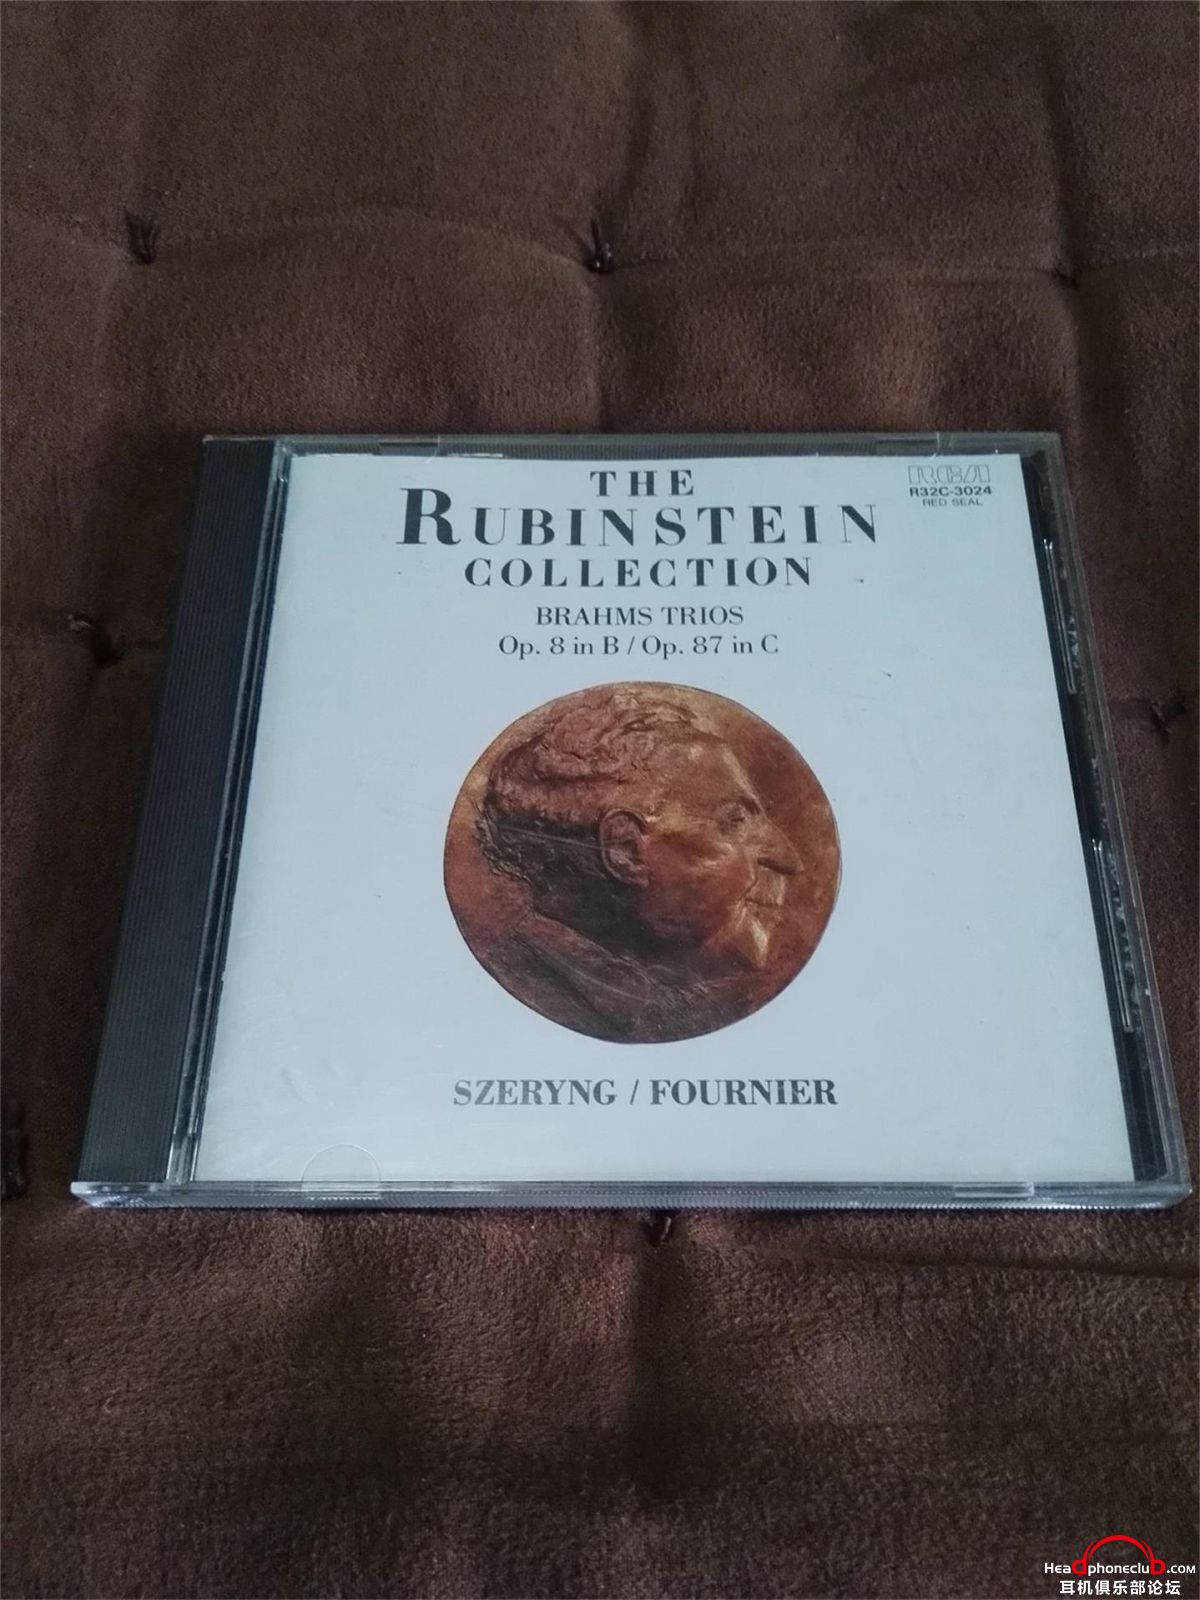 THE
RUBINSTEIN
COLLECTION
BRAHMS TRIOS
Op. 8 in B / Op. 87 in C
RCA
R32C-3024
RED SEAL
SZERYNG / FOURNIER
Headphoneclub.com
耳机俱乐部论坛